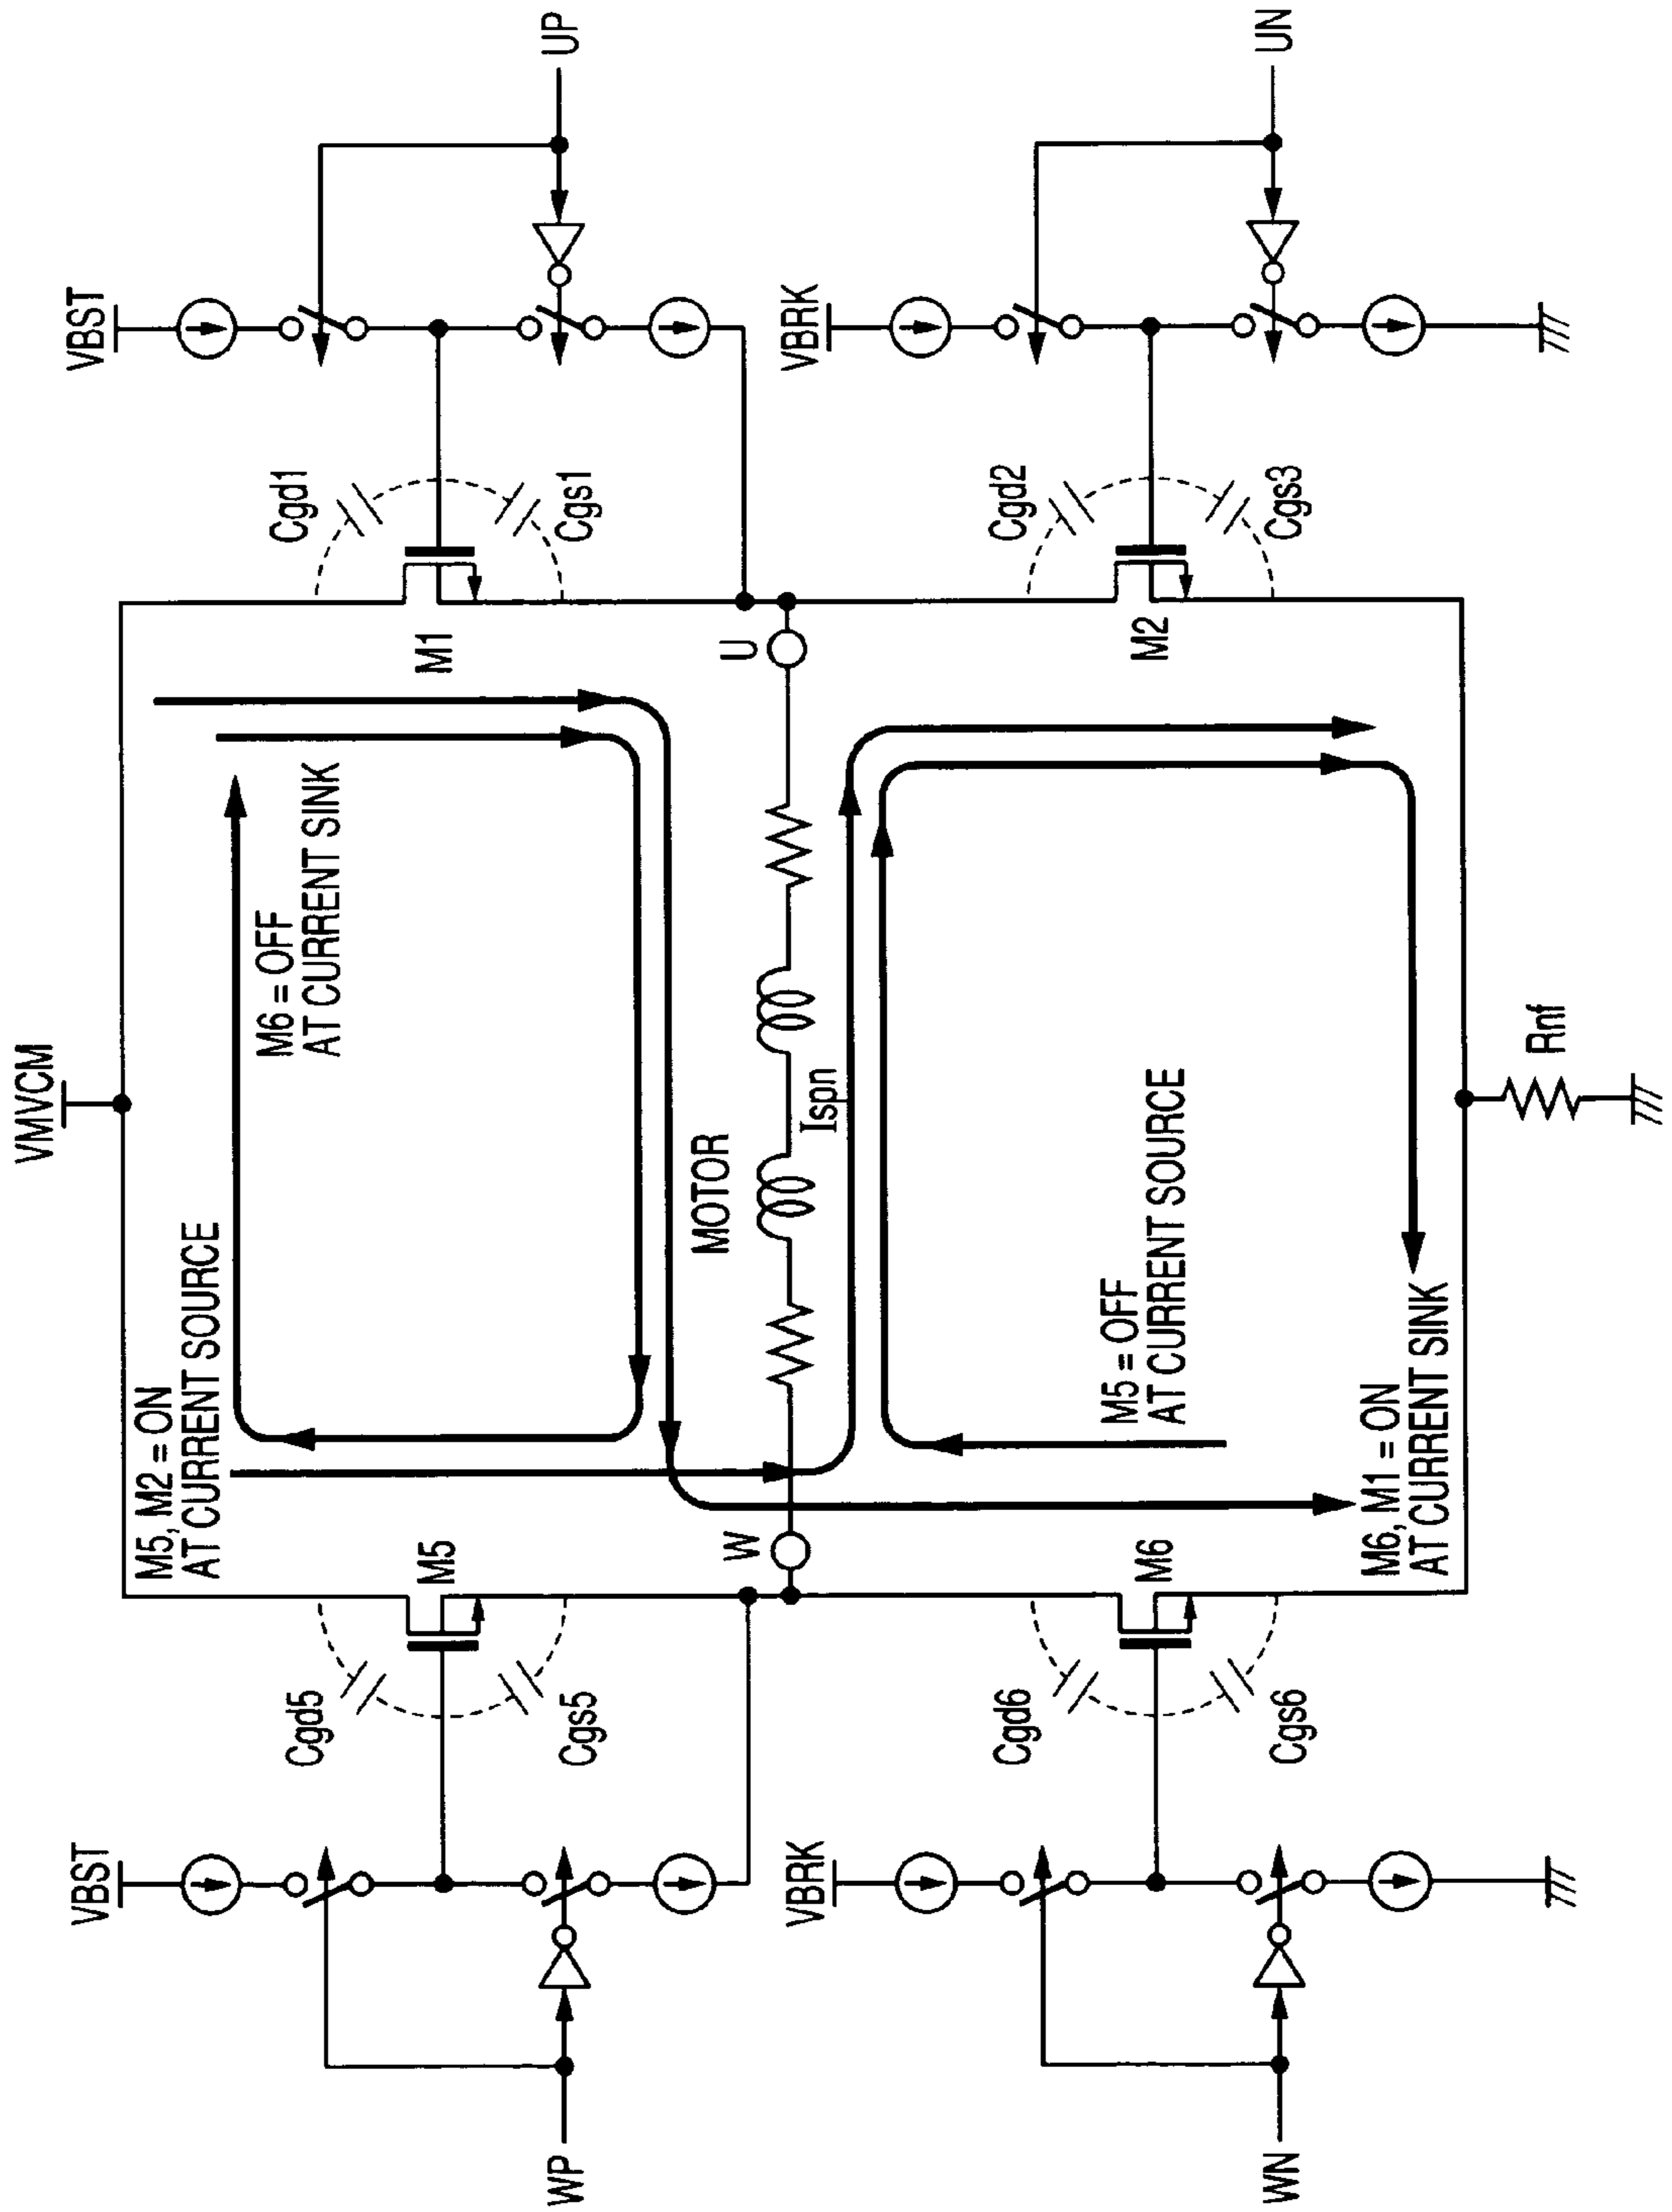 VMVCM
VBST
VBST
M5, M2 = ON
AT CURRENT SOURCE
M6 = OFF
AT CURRENT SINK
Cgd5
Cgd1
M5
M1
WP
Cgs5
Cgs1
UP
MOTOR
W
U
Ispn
VBRK
VBRK
Cgd6
Cgd2
M5 = OFF
AT CURRENT SOURCE
M6
M2
WN
Cgs6
Cgs3
UN
M6, M1 = ON
AT CURRENT SINK
Rnf